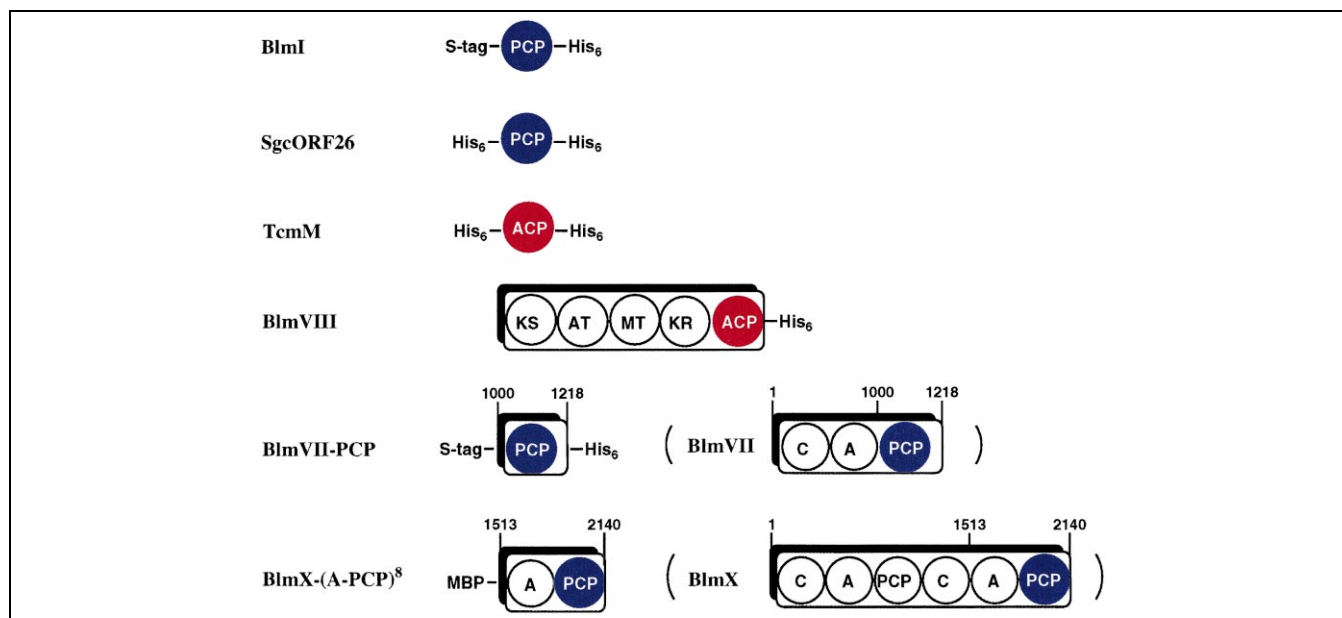 BlmI S-tag PCP His6
SgcORF26 His6 PCP His6
TcmM His6 ACP His6
BlmVIII KS AT MT KR ACP His6
1000 1218 1 1000 1218
BlmVII-PCP S-tag PCP His6 ( BlmVII C A PCP )
1513 2140 1 1513 2140
BlmX-(A-PCP)8 MBP A PCP ( BlmX C A PCP C A PCP )